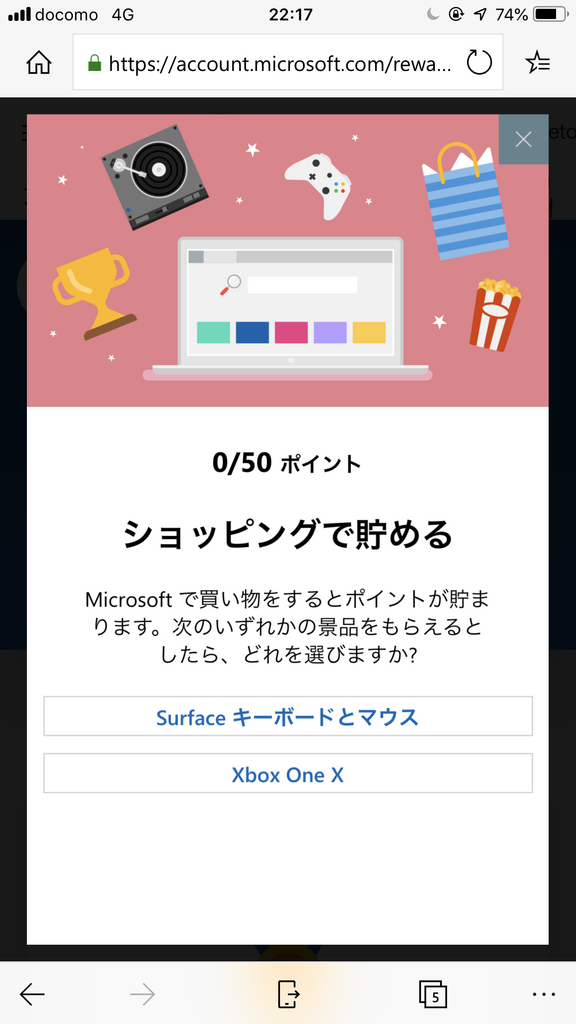 docomo 4G 22:17 74%
https://account.microsoft.com/rewa...
0/50 ポイント
ショッピングで貯める
Microsoft で買い物をするとポイントが貯ま
ります。次のいずれかの景品をもらえると
したら、どれを選びますか?
Surface キーボードとマウス
Xbox One X
5